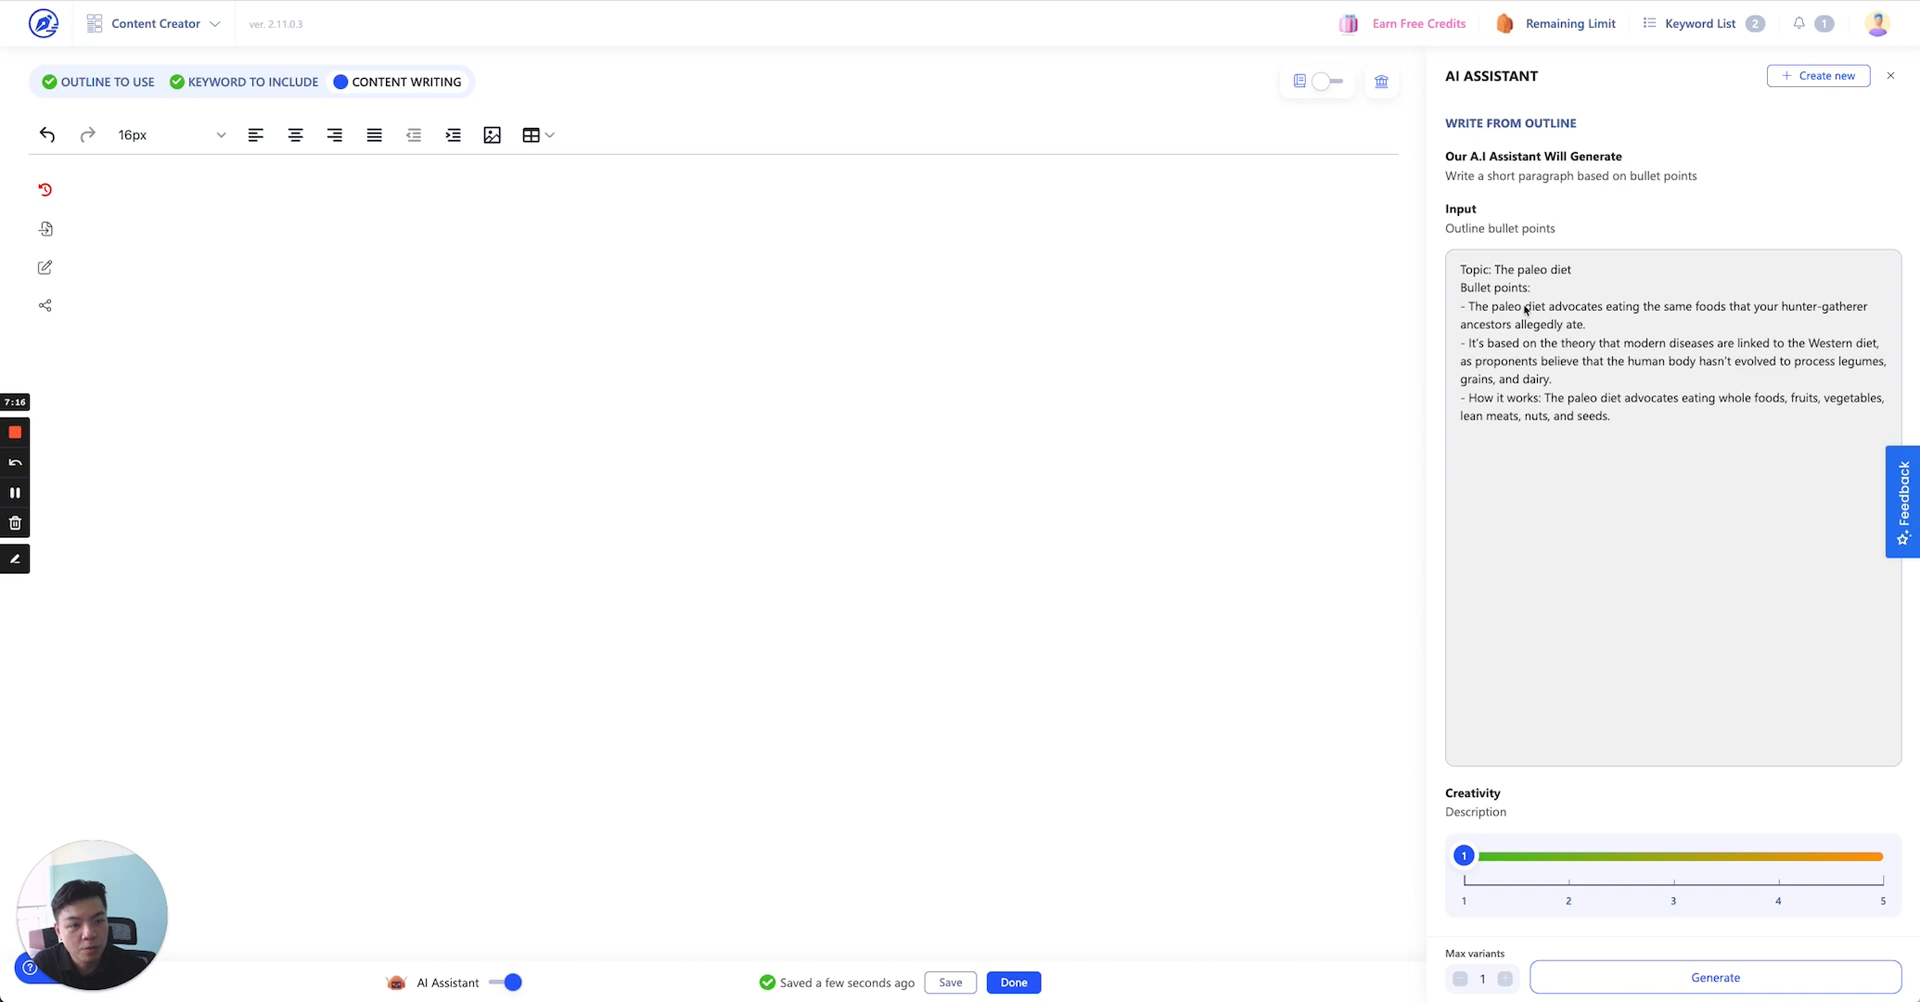 Content Creator
ver. 2.11.0.3
Earn Free Credits
Remaining Limit
Keyword List 2
1
OUTLINE TO USE
KEYWORD TO INCLUDE
CONTENT WRITING
16px
7:16
AI ASSISTANT
+ Create new
WRITE FROM OUTLINE
Our A.I Assistant Will Generate
Write a short paragraph based on bullet points
Input
Outline bullet points
Topic: The paleo diet
Bullet points:
- The paleo diet advocates eating the same foods that your hunter-gatherer
ancestors allegedly ate.
- It's based on the theory that modern diseases are linked to the Western diet,
as proponents believe that the human body hasn't evolved to process legumes,
grains, and dairy.
- How it works: The paleo diet advocates eating whole foods, fruits, vegetables,
lean meats, nuts, and seeds.
Feedback
Creativity
Description
1
1 2 3 4 5
Max variants
1
Generate
?
AI Assistant
Saved a few seconds ago
Save
Done